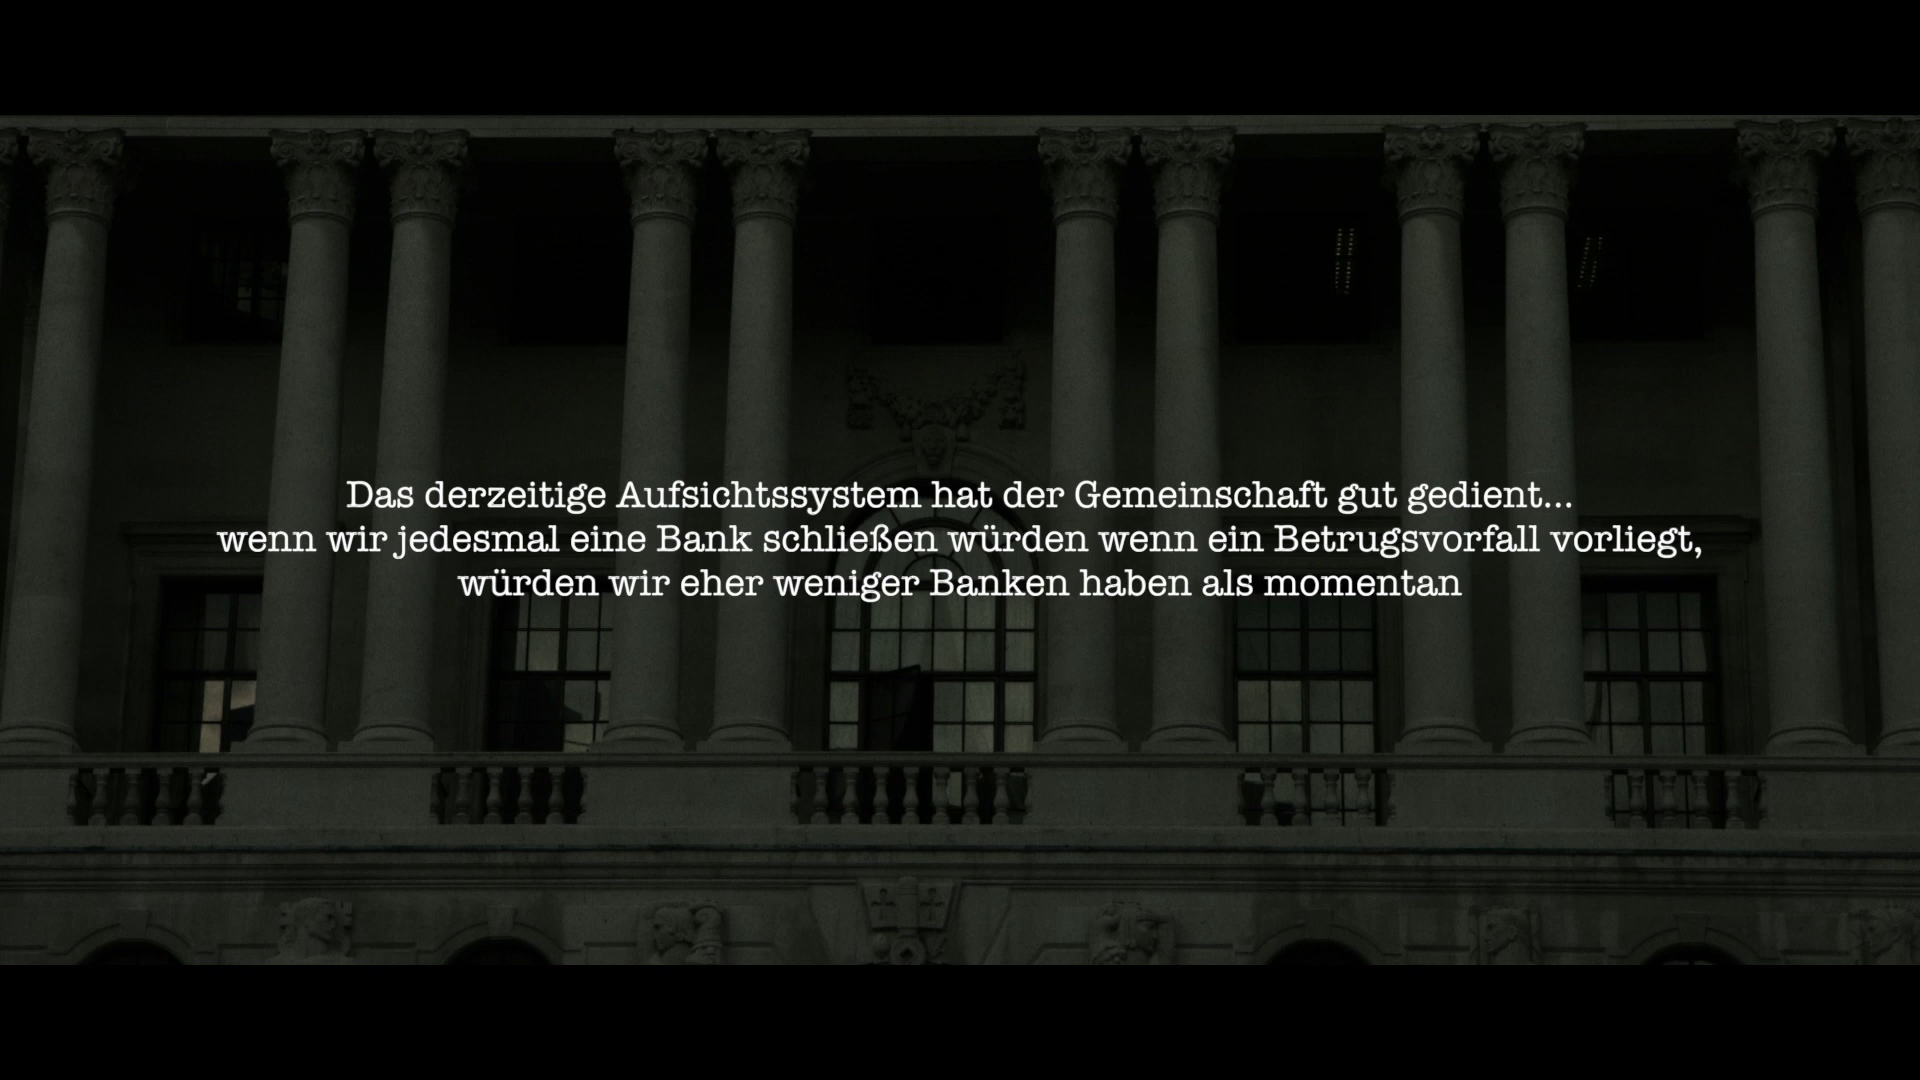 Das derzeitige Aufsichtssystem hat der Gemeinschaft gut gedient...
wenn wir jedesmal eine Bank schließen würden wenn ein Betrugsvorfall vorliegt,
würden wir eher weniger Banken haben als momentan